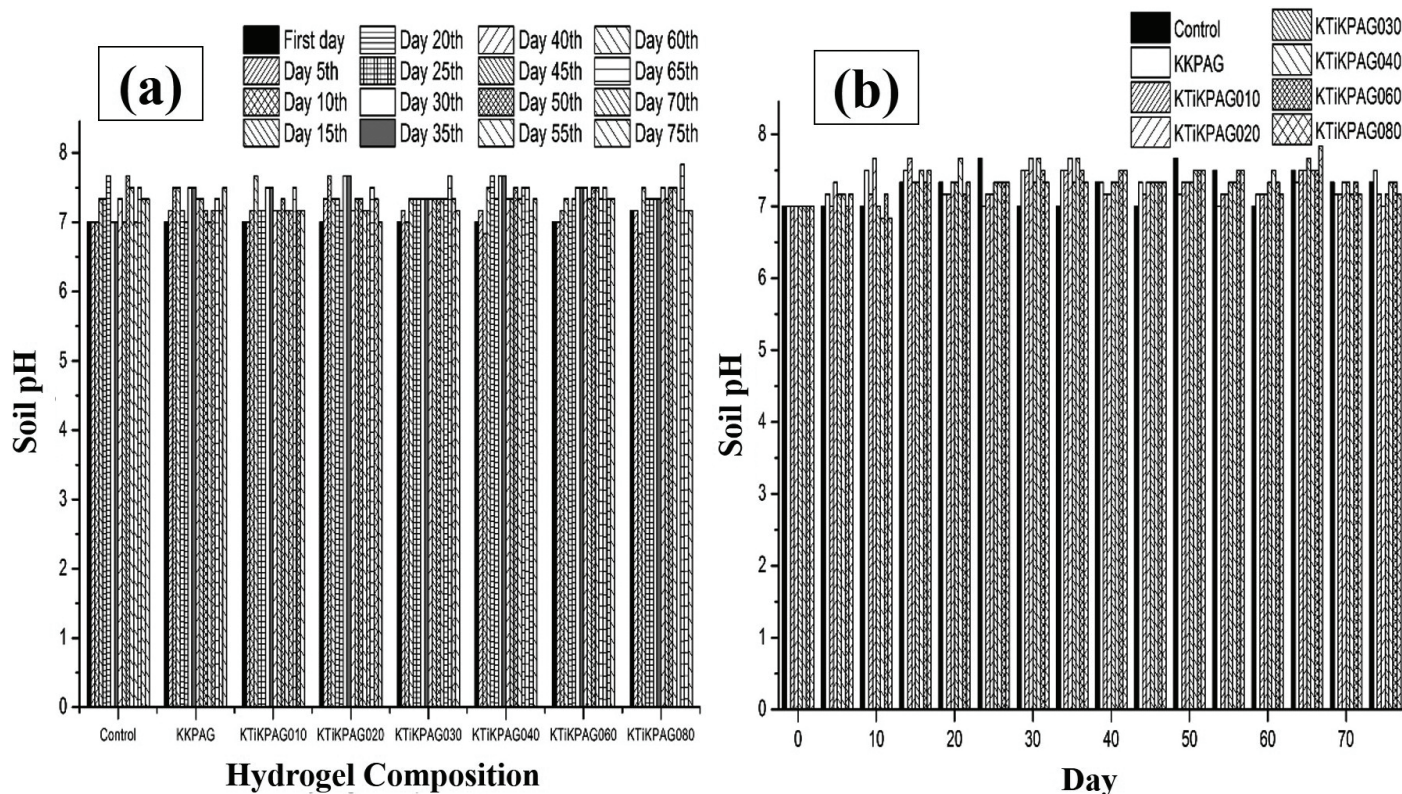 (a)
First day
Day 5th
Day 10th
Day 15th
Day 20th
Day 25th
Day 30th
Day 35th
Day 40th
Day 45th
Day 50th
Day 55th
Day 60th
Day 65th
Day 70th
Day 75th
Soil pH
8
7
6
5
4
3
2
1
0
Control KKPAG KTiKPAG010 KTiKPAG020 KTiKPAG030 KTiKPAG040 KTiKPAG060 KTiKPAG080
Hydrogel Composition
(b)
Control
KKPAG
KTiKPAG010
KTiKPAG020
KTiKPAG030
KTiKPAG040
KTiKPAG060
KTiKPAG080
Soil pH
8
7
6
5
4
3
2
1
0
0 10 20 30 40 50 60 70
Day